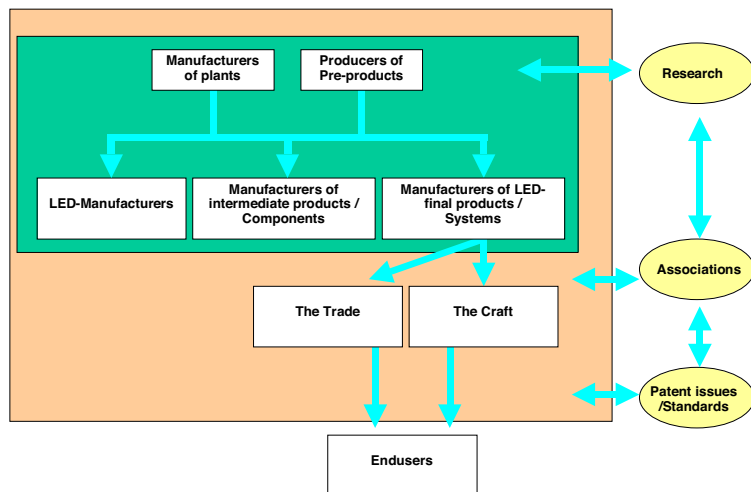 Manufacturers
of plants
Producers of
Pre-products
Research
LED-Manufacturers
Manufacturers of
intermediate products /
Components
Manufacturers of LED-
final products /
Systems
Associations
The Trade
The Craft
Patent issues
/Standards
Endusers